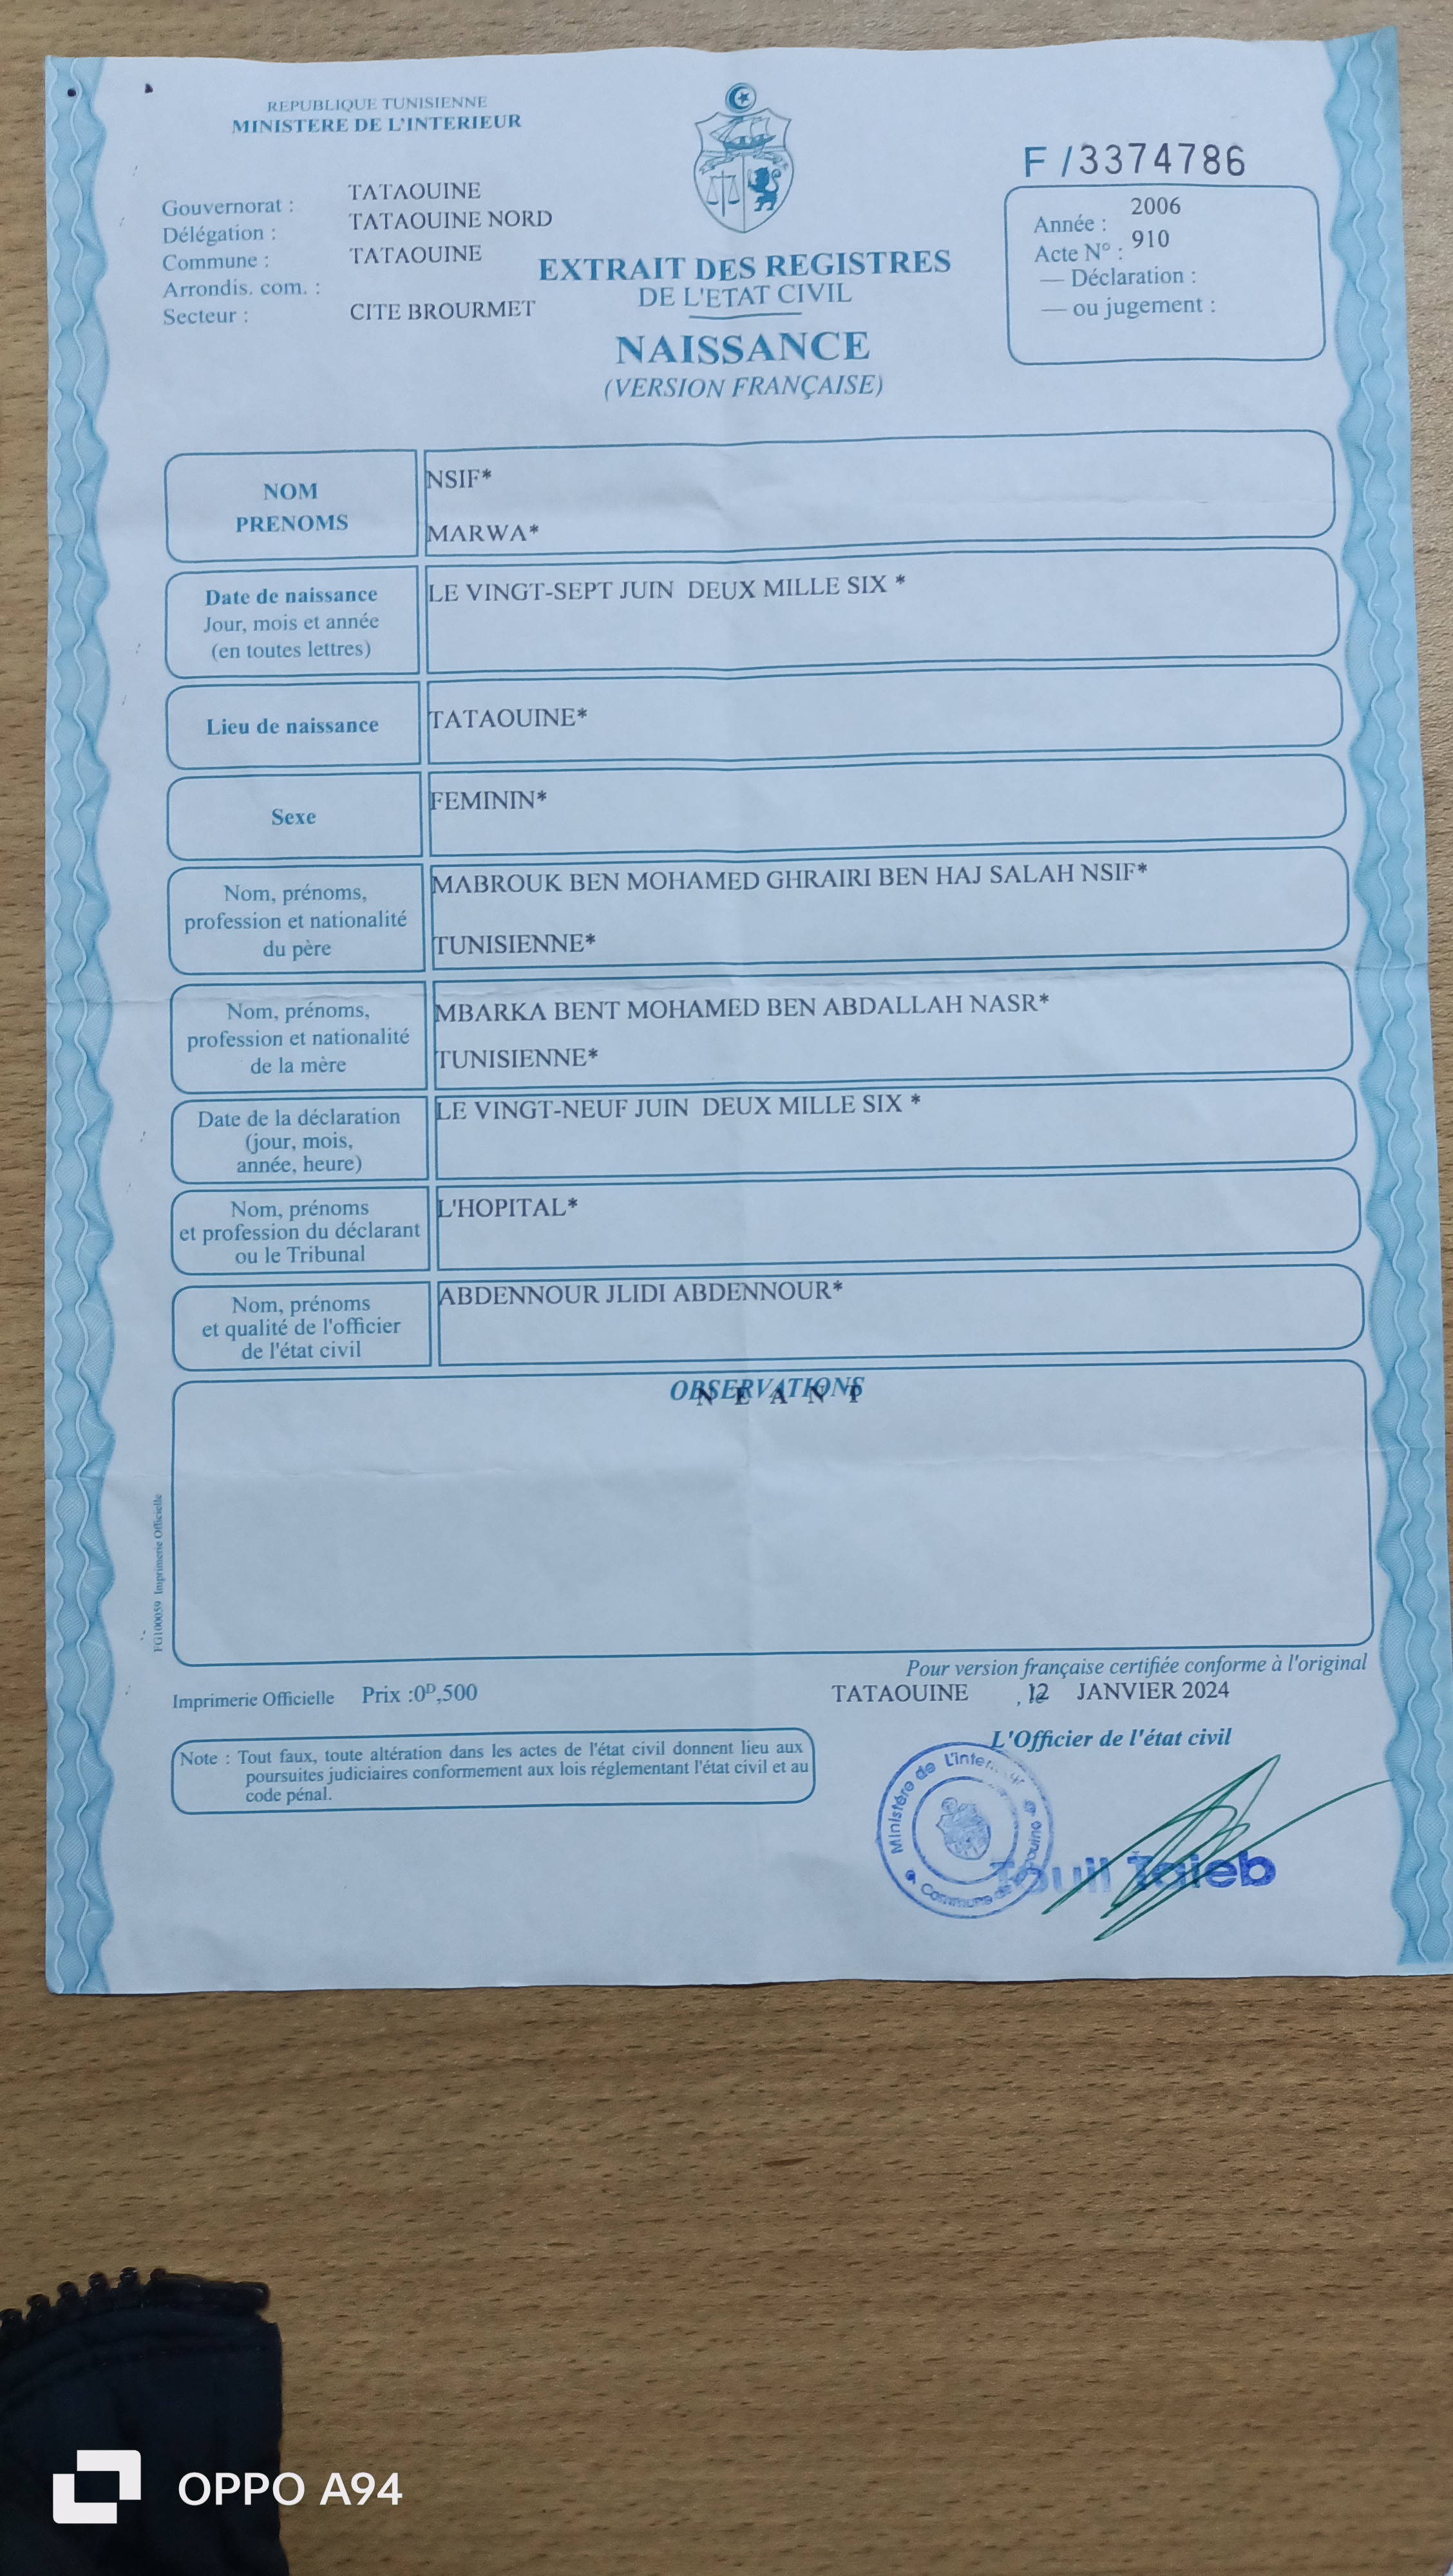 REPUBLIQUE TUNISIENNE
MINISTERE DE L'INTERIEUR
F /3374786
Gouvernorat : TATAOUINE
Délégation : TATAOUINE NORD
Commune : TATAOUINE
Arrondis. com. :
Secteur : CITE BROURMET
EXTRAIT DES REGISTRES
DE L'ETAT CIVIL
NAISSANCE
(VERSION FRANÇAISE)
Année : 2006
Acte N° : 910
— Déclaration :
— ou jugement :
NOM
PRENOMS
NSIF*
MARWA*
Date de naissance
Jour, mois et année
(en toutes lettres)
LE VINGT-SEPT JUIN DEUX MILLE SIX *
Lieu de naissance
TATAOUINE*
Sexe
FEMININ*
Nom, prénoms,
profession et nationalité
du père
MABROUK BEN MOHAMED GHRAIRI BEN HAJ SALAH NSIF*
TUNISIENNE*
Nom, prénoms,
profession et nationalité
de la mère
MBARKA BENT MOHAMED BEN ABDALLAH NASR*
TUNISIENNE*
Date de la déclaration
(jour, mois,
année, heure)
LE VINGT-NEUF JUIN DEUX MILLE SIX *
Nom, prénoms
et profession du déclarant
ou le Tribunal
L'HOPITAL*
Nom, prénoms
et qualité de l'officier
de l'état civil
ABDENNOUR JLIDI ABDENNOUR*
OBSERVATIONS
N E A N T
FG100059 Imprimerie Officielle
Pour version française certifiée conforme à l'original
Imprimerie Officielle Prix :0ᴰ,500
TATAOUINE , 12 JANVIER 2024
L'Officier de l'état civil
Note : Tout faux, toute altération dans les actes de l'état civil donnent lieu aux
poursuites judiciaires conformement aux lois réglementant l'état civil et au
code pénal.
Ministére de L'inte
Commune de
Touil Taleb
OPPO A94